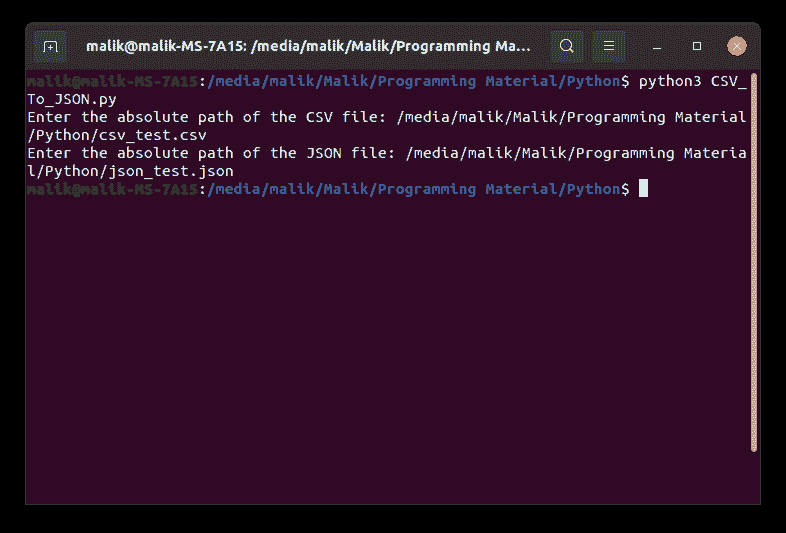 malik@malik-MS-7A15: /media/malik/Malik/Programming Ma...
malik@malik-MS-7A15:/media/malik/Malik/Programming Material/Python$ python3 CSV_
To_JSON.py
Enter the absolute path of the CSV file: /media/malik/Malik/Programming Material
/Python/csv_test.csv
Enter the absolute path of the JSON file: /media/malik/Malik/Programming Materia
l/Python/json_test.json
malik@malik-MS-7A15:/media/malik/Malik/Programming Material/Python$